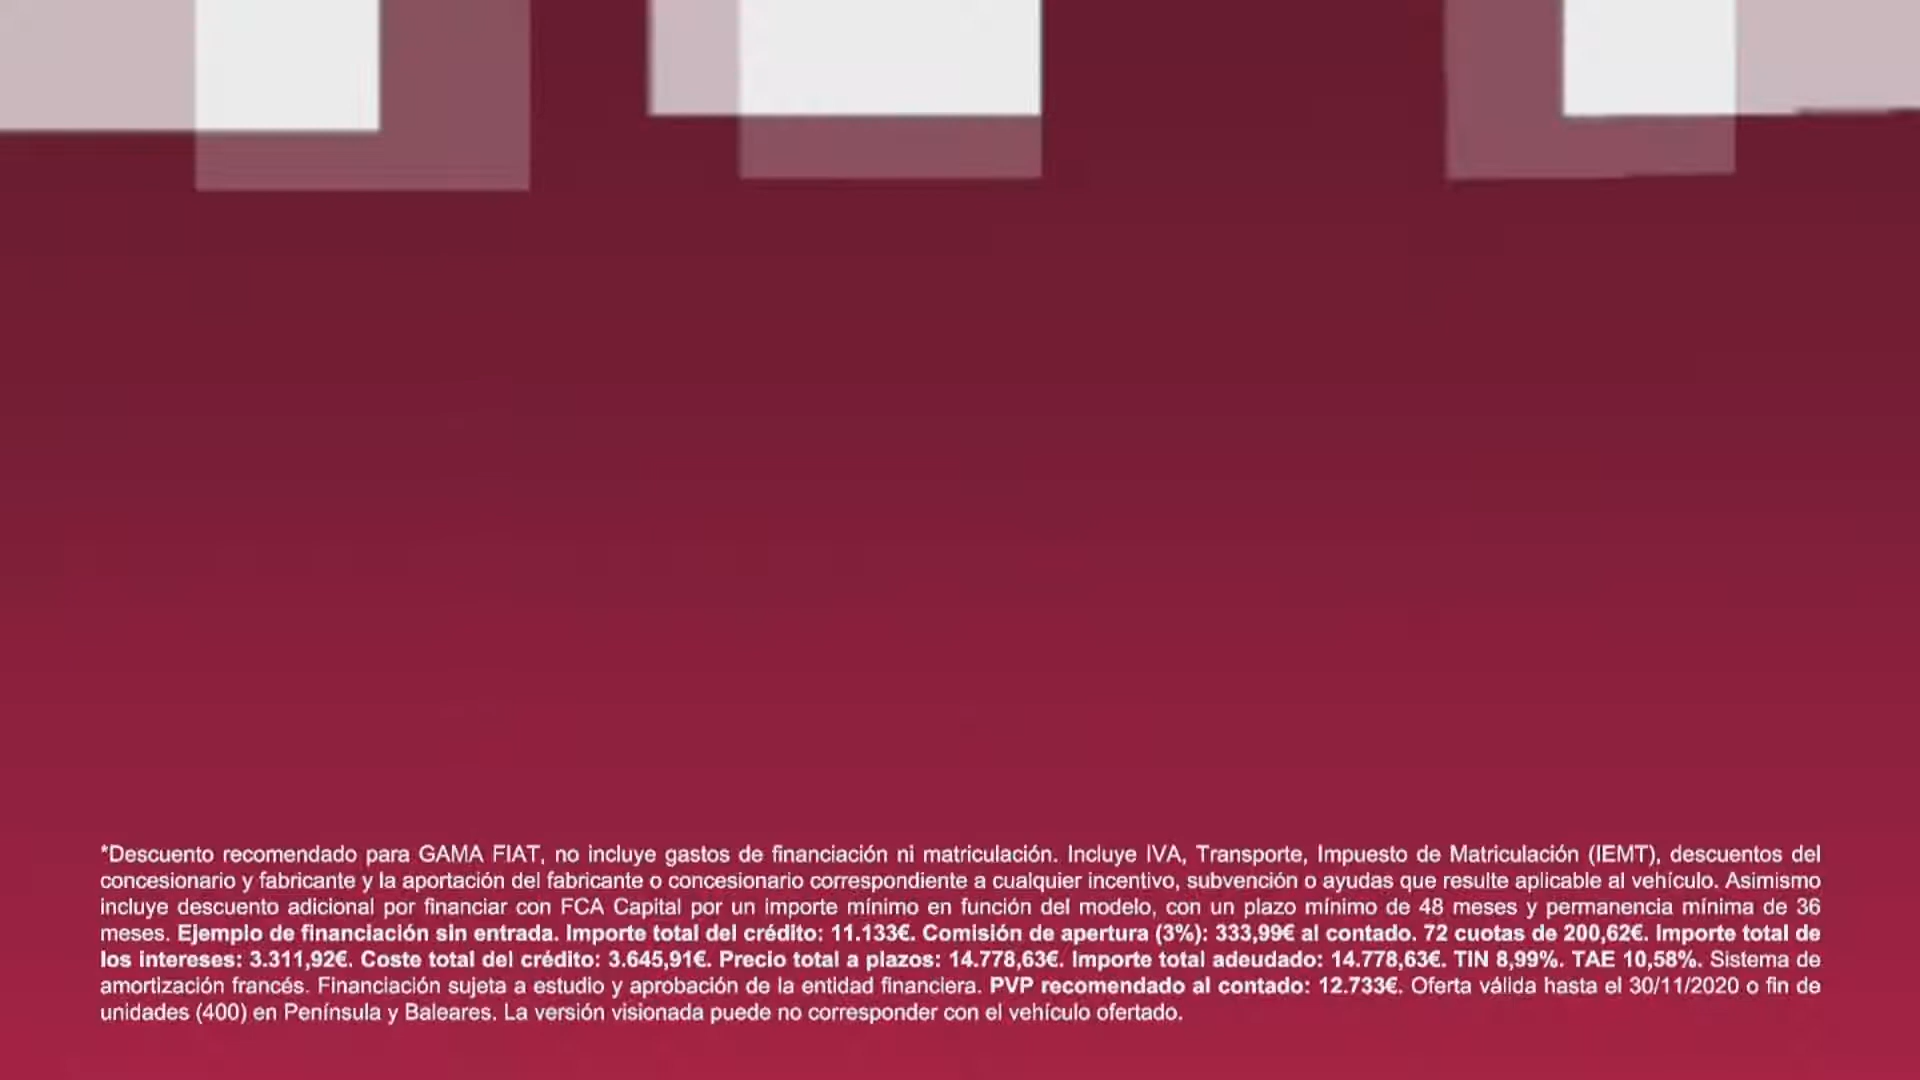 *Descuento recomendado para GAMA FIAT, no incluye gastos de financiación ni matriculación. Incluye IVA, Transporte, Impuesto de Matriculación (IEMT), descuentos del
concesionario y fabricante y la aportación del fabricante o concesionario correspondiente a cualquier incentivo, subvención o ayudas que resulte aplicable al vehículo. Asimismo
incluye descuento adicional por financiar con FCA Capital por un importe mínimo en función del modelo, con un plazo mínimo de 48 meses y permanencia mínima de 36
meses. Ejemplo de financiación sin entrada. Importe total del crédito: 11.133€. Comisión de apertura (3%): 333,99€ al contado. 72 cuotas de 200,62€. Importe total de
los intereses: 3.311,92€. Coste total del crédito: 3.645,91€. Precio total a plazos: 14.778,63€. Importe total adeudado: 14.778,63€. TIN 8,99%. TAE 10,58%. Sistema de
amortización francés. Financiación sujeta a estudio y aprobación de la entidad financiera. PVP recomendado al contado: 12.733€. Oferta válida hasta el 30/11/2020 o fin de
unidades (400) en Península y Baleares. La versión visionada puede no corresponder con el vehículo ofertado.